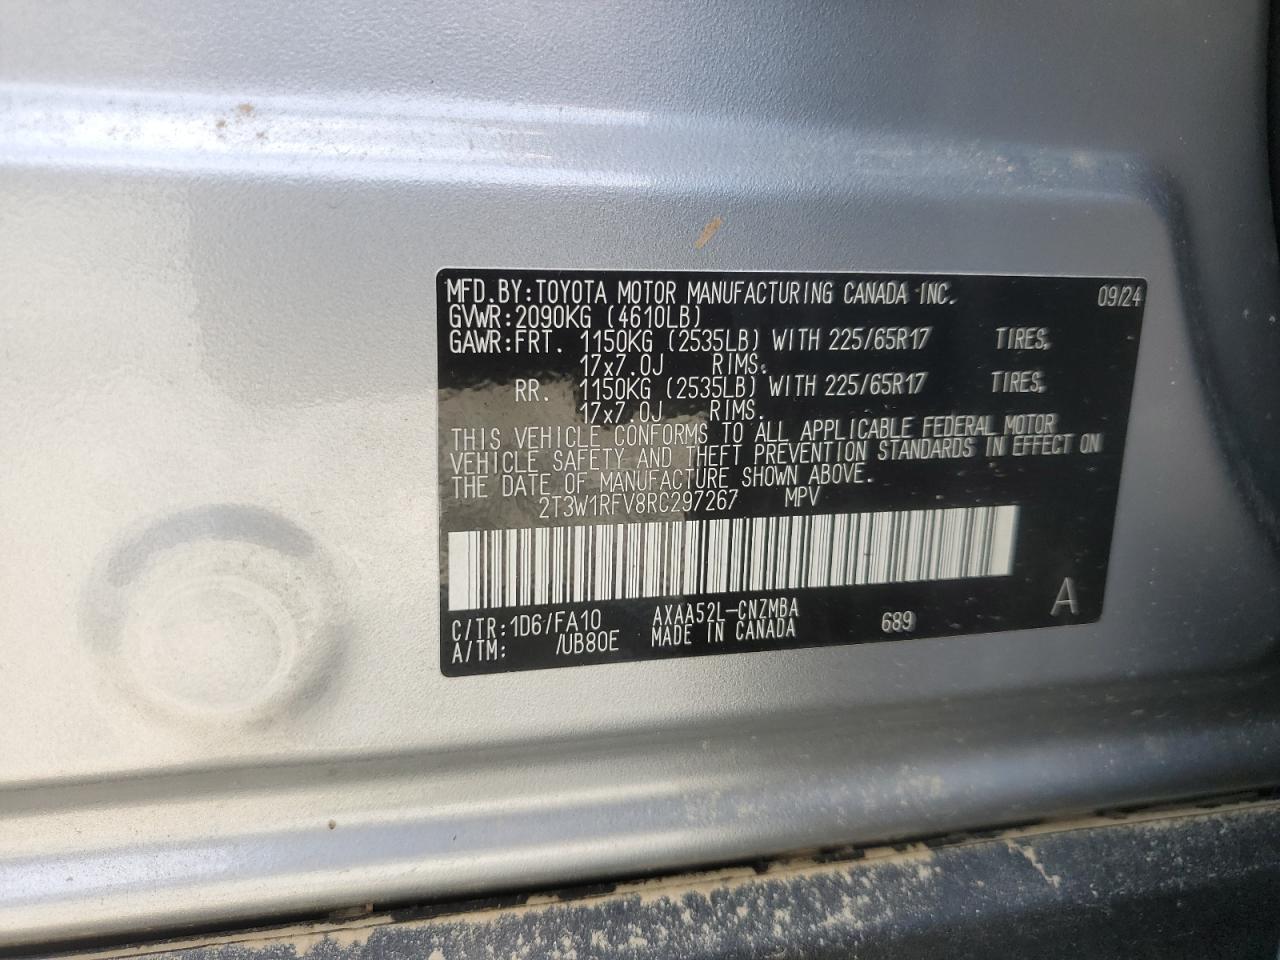 MFD.BY:TOYOTA MOTOR MANUFACTURING CANADA INC. 09/24
GVWR:2090KG (4610LB)
GAWR:FRT. 1150KG (2535LB) WITH 225/65R17 TIRES,
17x7.0J RIMS.
RR. 1150KG (2535LB) WITH 225/65R17 TIRES,
17x7.0J RIMS.
THIS VEHICLE CONFORMS TO ALL APPLICABLE FEDERAL MOTOR
VEHICLE SAFETY AND THEFT PREVENTION STANDARDS IN EFFECT ON
THE DATE OF MANUFACTURE SHOWN ABOVE.
2T3W1RFV8RC297267 MPV
C/TR:1D6/FA10 AXAA52L-CNZMBA 689 A
A/TM: /UB80E MADE IN CANADA